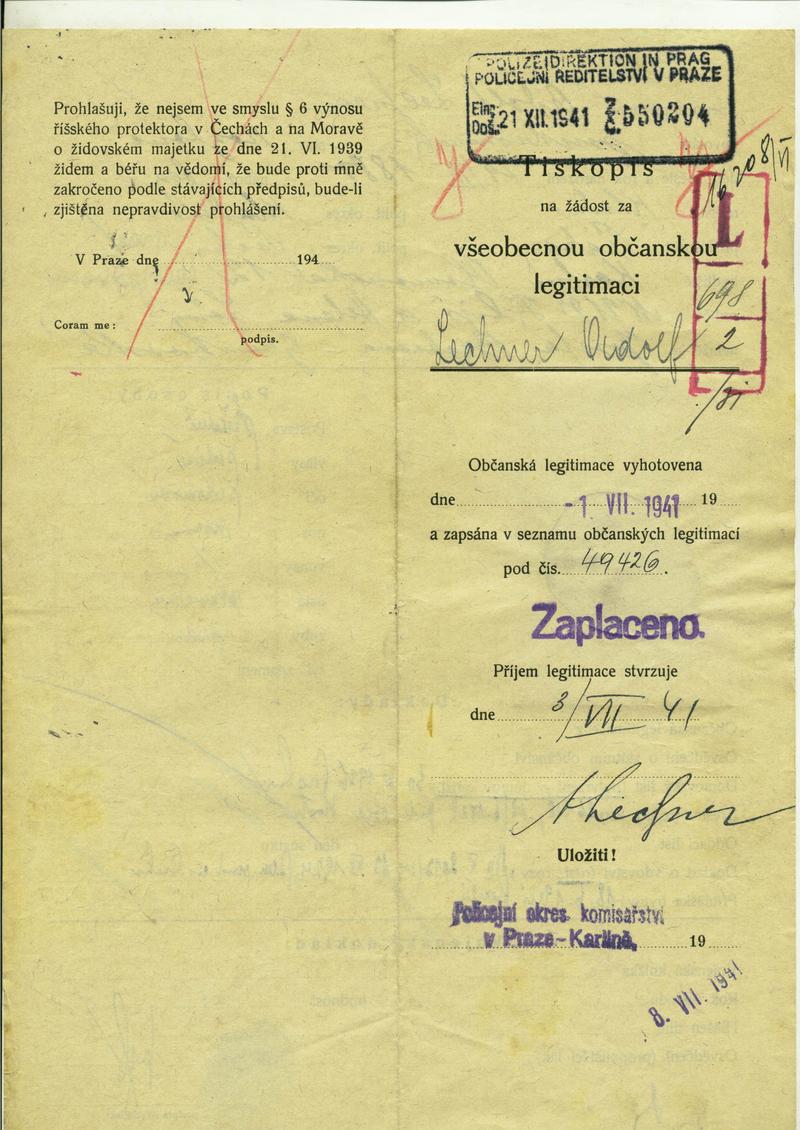 Prohlašuji, že nejsem ve smyslu § 6 výnosu
říšského protektora v Čechách a na Moravě
o židovském majetku ze dne 21. VI. 1939
židem a béřu na vědomí, že bude proti mně
zakročeno podle stávajících předpisů, bude-li
zjištěna nepravdivost prohlášení.
V Praze dne 194
Coram me:
podpis.
POLIZEIDIREKTION IN PRAG
POLICEJNÍ ŘEDITELSTVÍ V PRAZE
Eing. Doš. 21 XII. 1941 Z. 550204
Tiskopis
na žádost za
všeobecnou občanskou
legitimaci
16208/VI
L
698
2
Lechner Rudolf
Občanská legitimace vyhotovena
dne -1. VII. 1941 19
a zapsána v seznamu občanských legitimací
pod čís. 49426.
Zaplaceno.
Příjem legitimace stvrzuje
dne 3/VII 41
Lechner
Uložiti!
Policejní okres. komisařství
v Praze-Karlíně, 19
8. VII. 1941